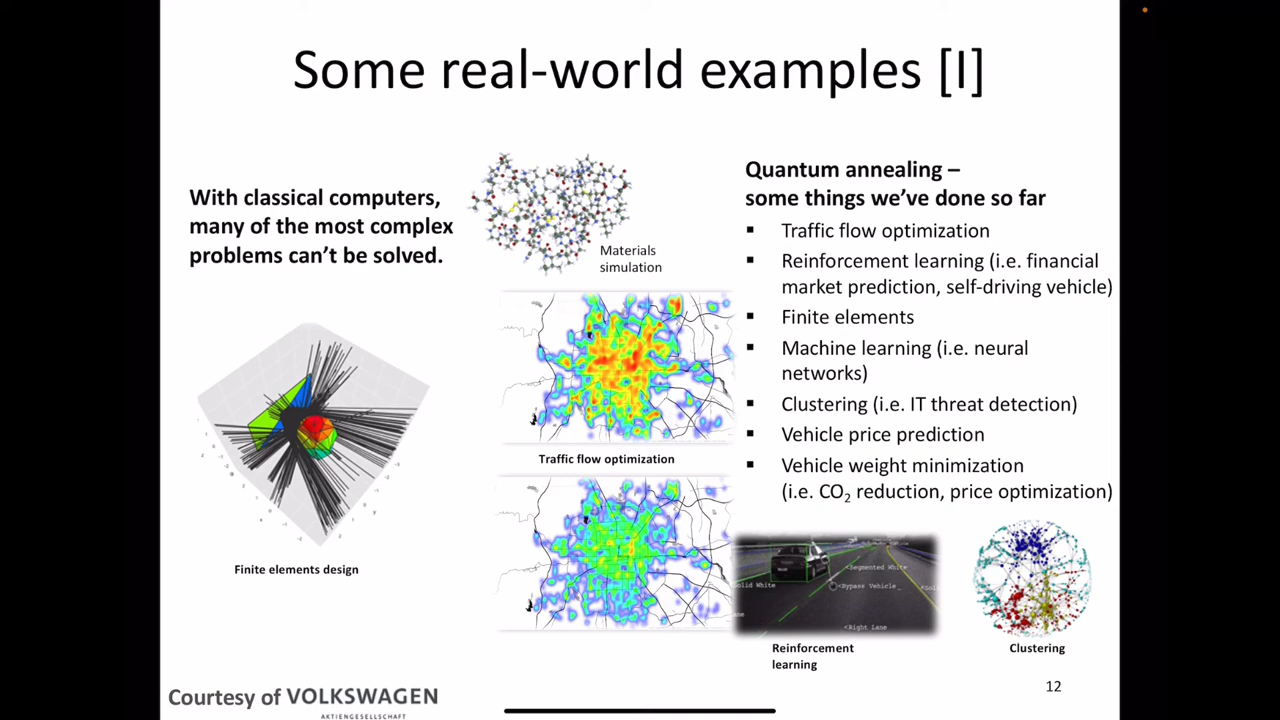 Some real-world examples [I]
With classical computers,
many of the most complex
problems can't be solved.
Materials
simulation
Quantum annealing –
some things we've done so far
▪ Traffic flow optimization
▪ Reinforcement learning (i.e. financial
market prediction, self-driving vehicle)
▪ Finite elements
▪ Machine learning (i.e. neural
networks)
▪ Clustering (i.e. IT threat detection)
▪ Vehicle price prediction
▪ Vehicle weight minimization
(i.e. CO₂ reduction, price optimization)
Traffic flow optimization
Finite elements design
<Segmented White
Solid White
<Bypass Vehicle_
<Right Lane
Reinforcement
learning
Clustering
Courtesy of VOLKSWAGEN
AKTIENGESELLSCHAFT
12